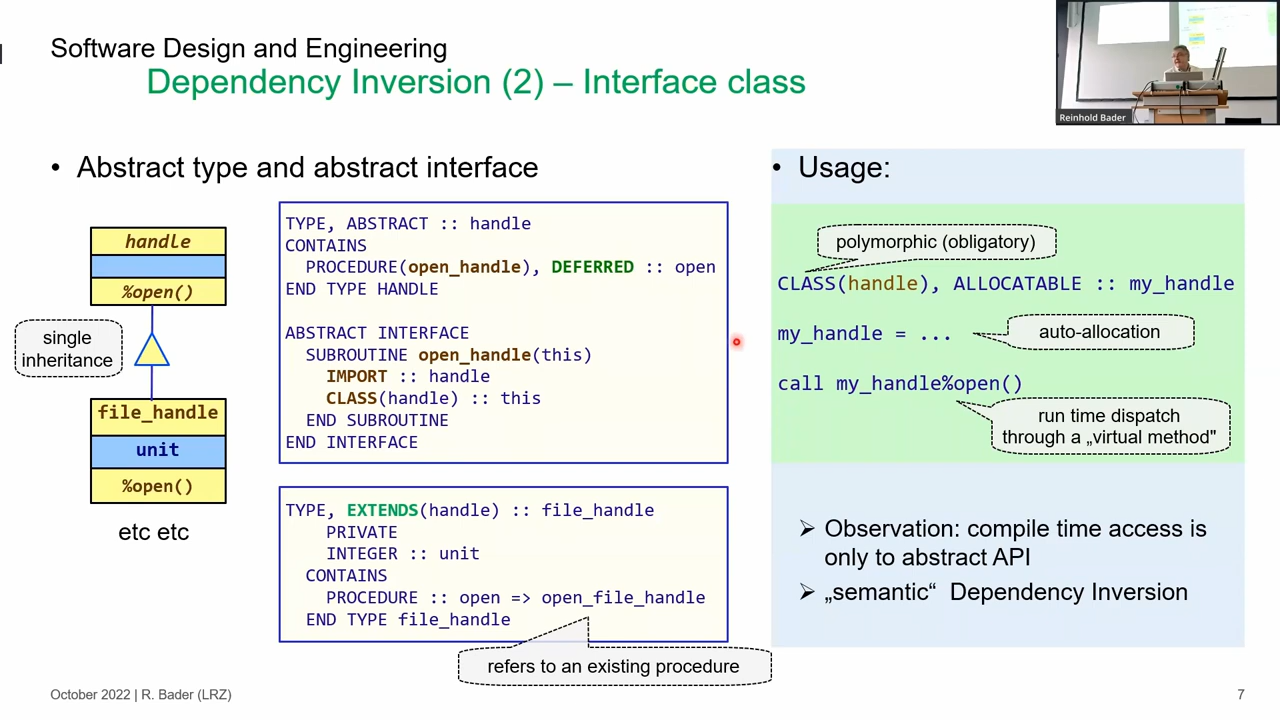 Software Design and Engineering
Dependency Inversion (2) – Interface class
Reinhold Bader
• Abstract type and abstract interface
handle
%open()
single
inheritance
file_handle
unit
%open()
etc etc
TYPE, ABSTRACT :: handle
CONTAINS
PROCEDURE(open_handle), DEFERRED :: open
END TYPE HANDLE
ABSTRACT INTERFACE
SUBROUTINE open_handle(this)
IMPORT :: handle
CLASS(handle) :: this
END SUBROUTINE
END INTERFACE
TYPE, EXTENDS(handle) :: file_handle
PRIVATE
INTEGER :: unit
CONTAINS
PROCEDURE :: open => open_file_handle
END TYPE file_handle
refers to an existing procedure
• Usage:
polymorphic (obligatory)
CLASS(handle), ALLOCATABLE :: my_handle
my_handle = ...
auto-allocation
call my_handle%open()
run time dispatch
through a „virtual method"
➢ Observation: compile time access is
only to abstract API
➢ „semantic“ Dependency Inversion
October 2022 | R. Bader (LRZ)
7